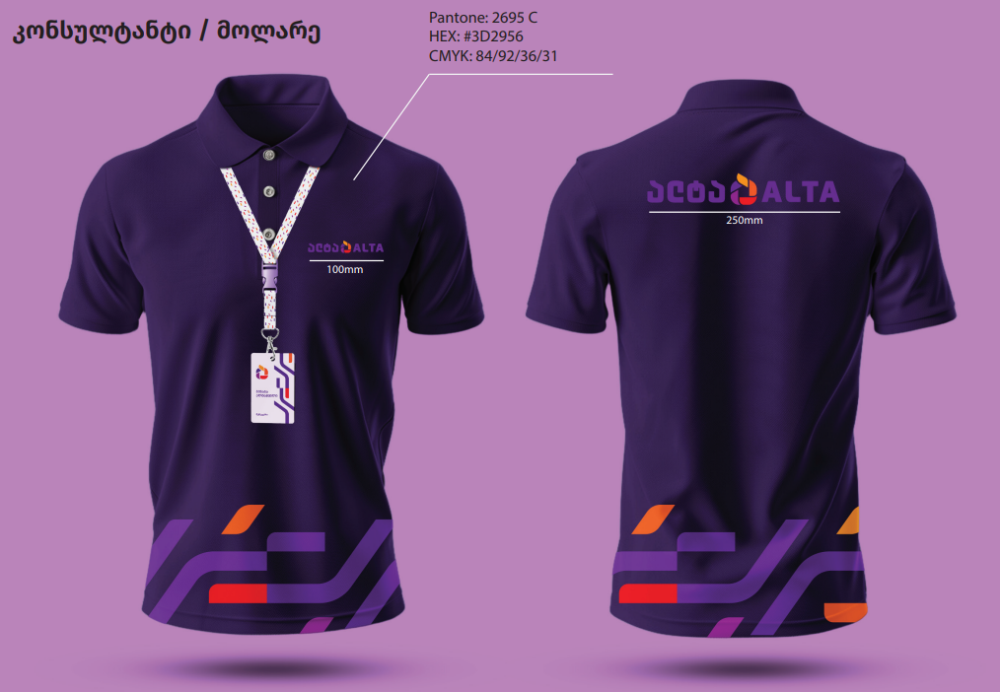 კონსულტანტი / მოლარე
Pantone: 2695 C
HEX: #3D2956
CMYK: 84/92/36/31
ალტა ALTA
100mm
ალტა ALTA
250mm